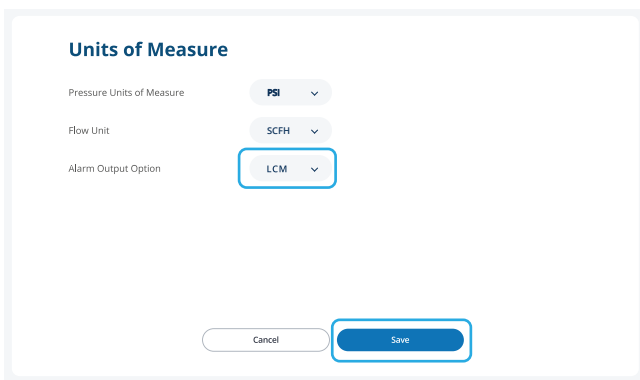 Units of Measure
Pressure Units of Measure PSI
Flow Unit SCFH
Alarm Output Option LCM
Cancel Save